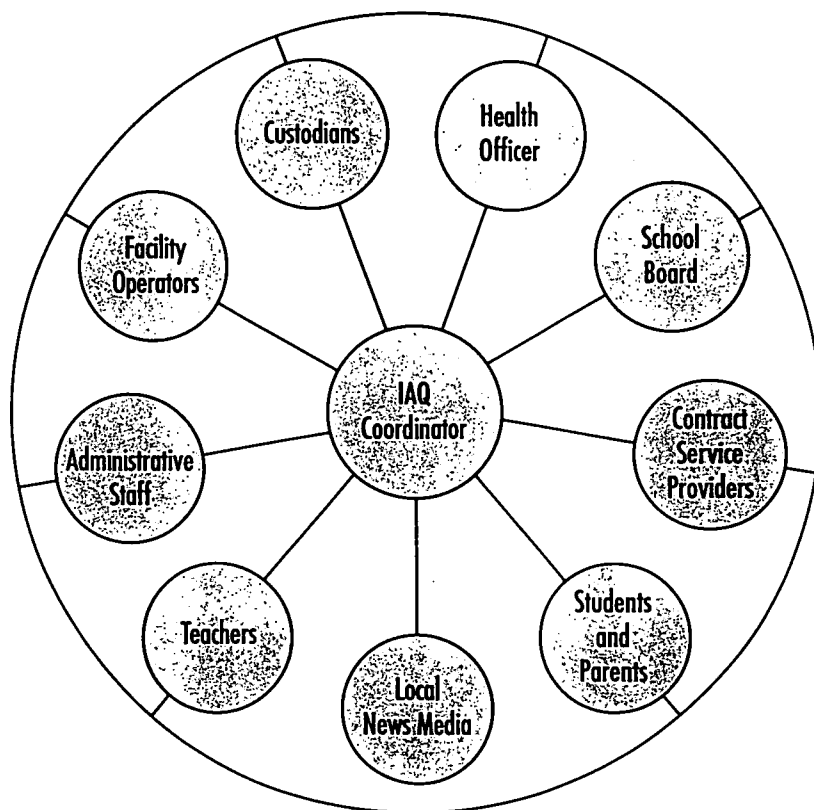 Custodians
Health
Officer
Facility
Operators
School
Board
IAQ
Coordinator
Administrative
Staff
Contract
Service
Providers
Teachers
Students
and
Parents
Local
News Media